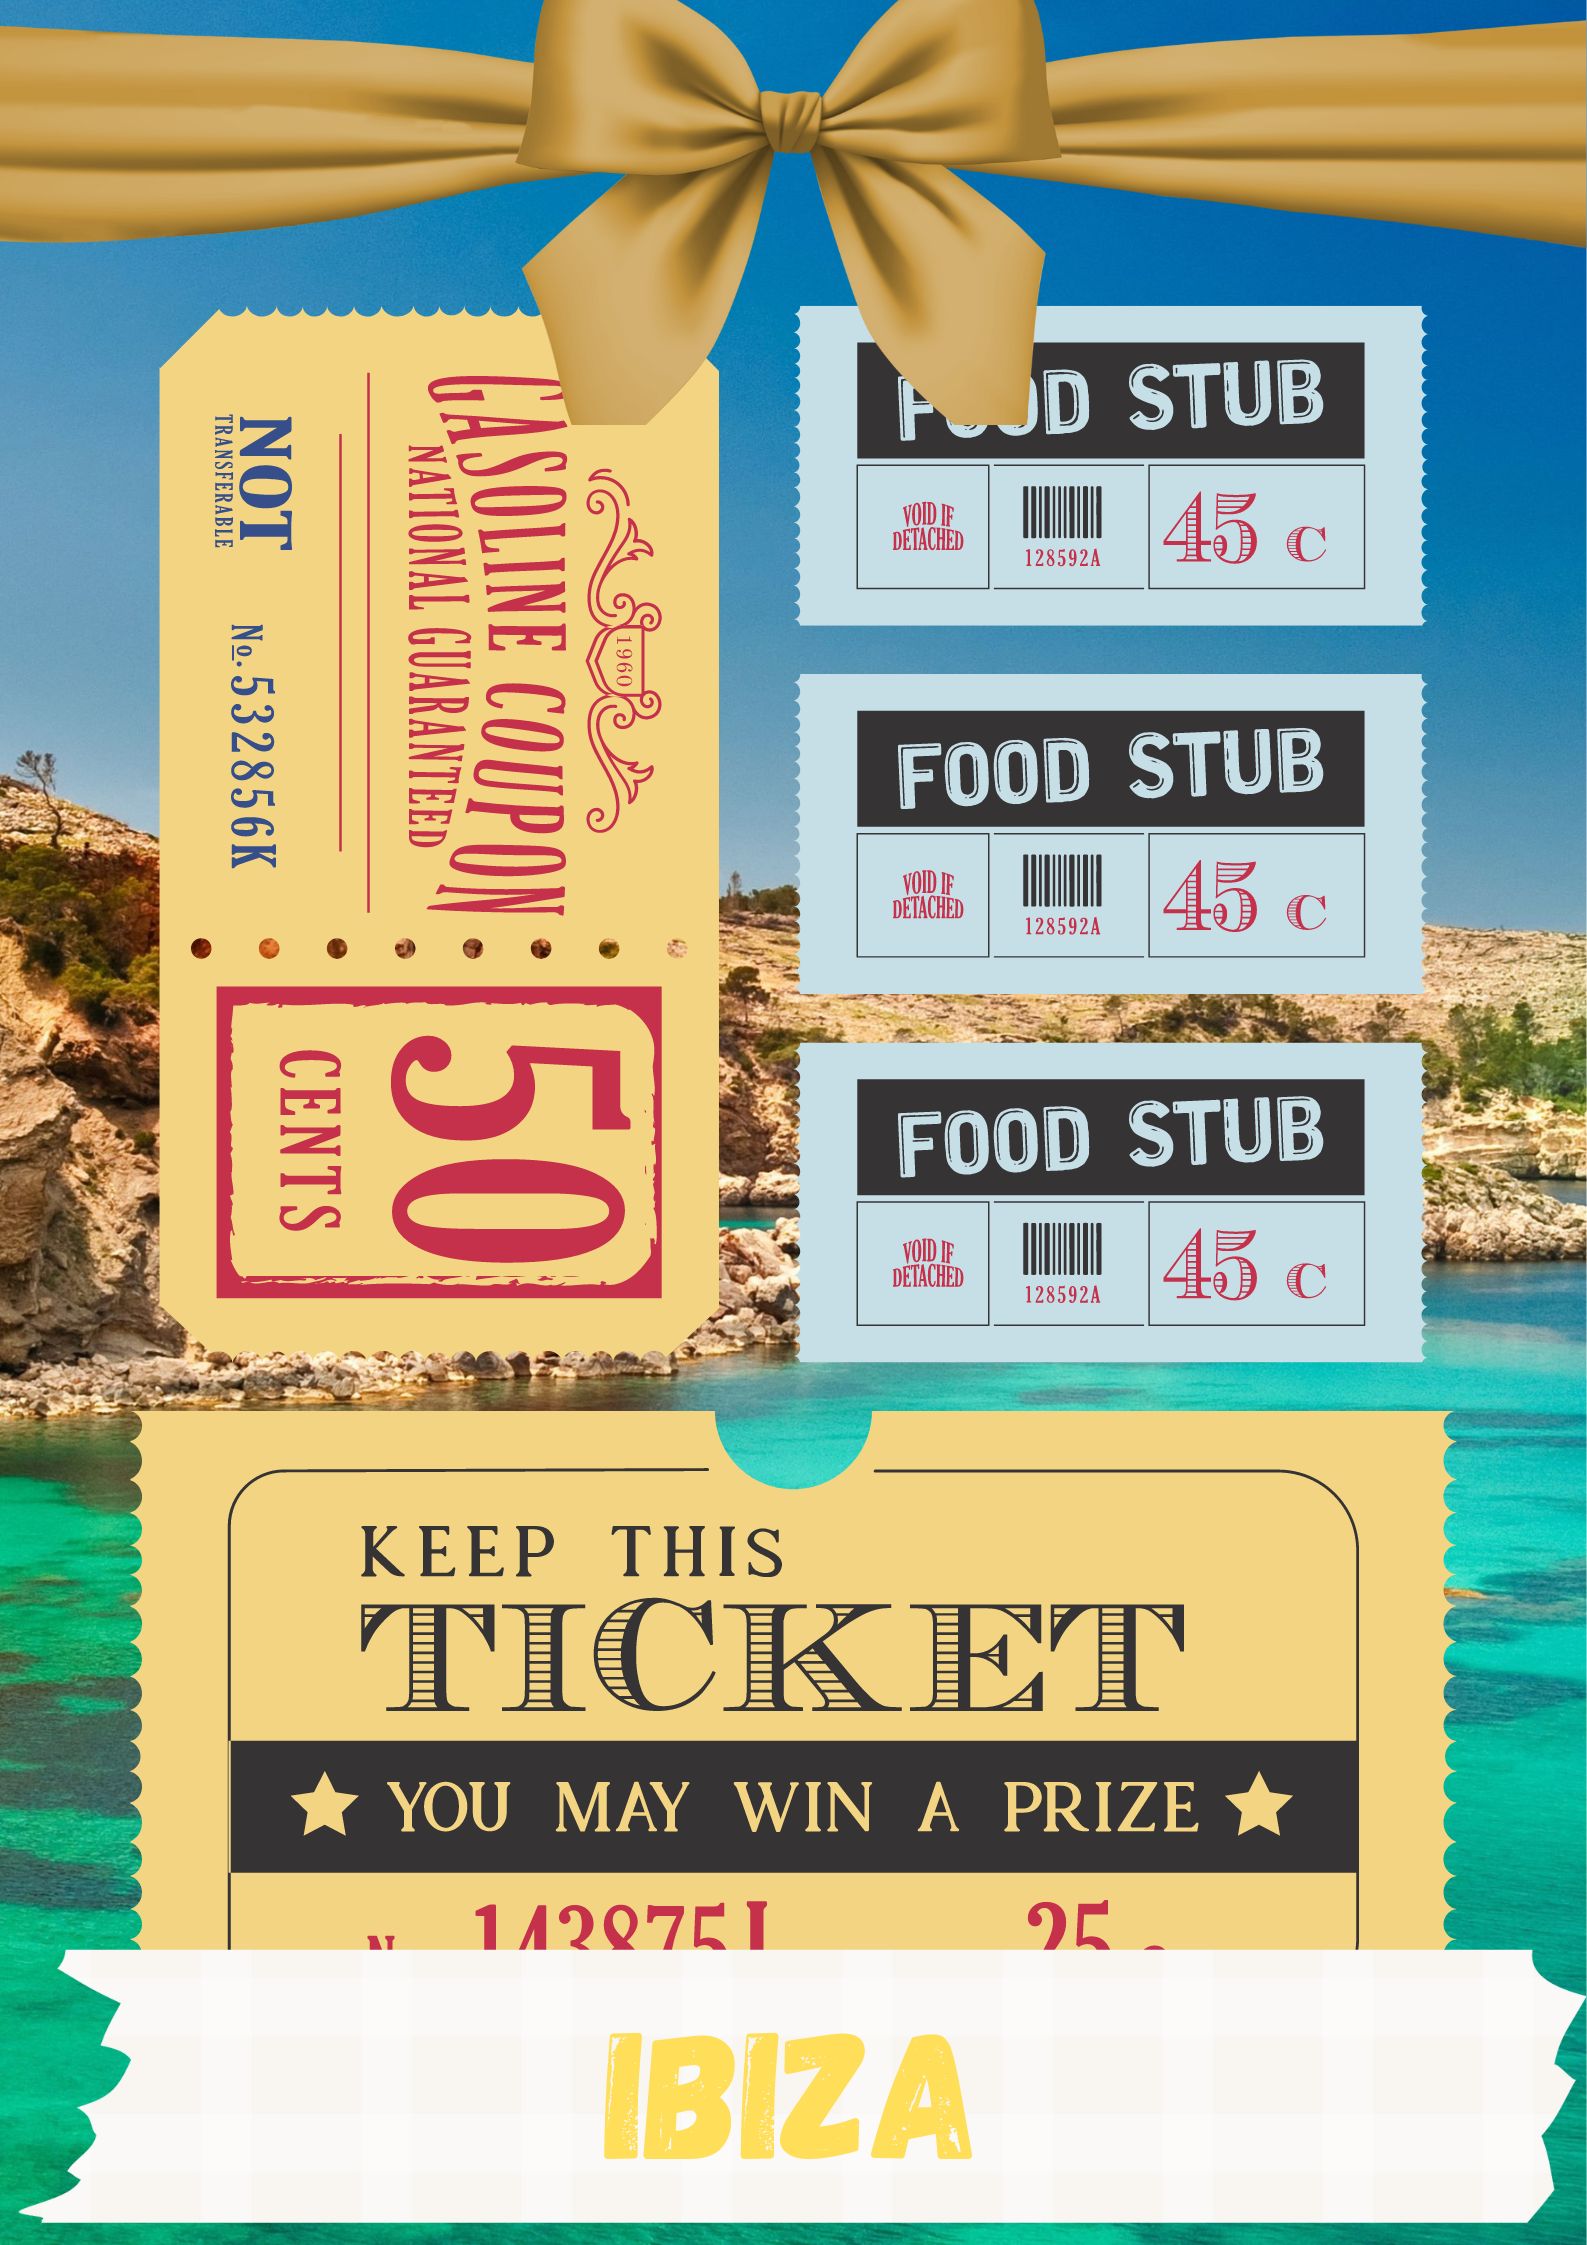 GASOLINE COUPON
NATIONAL GUARANTEED
1960
NOT
TRANSFERABLE
No. 532856K
50
CENTS
FOOD STUB
VOID IF
DETACHED
128592A
45 C
FOOD STUB
VOID IF
DETACHED
128592A
45 C
FOOD STUB
VOID IF
DETACHED
128592A
45 C
KEEP THIS
TICKET
YOU MAY WIN A PRIZE
143875I 25
IBIZA